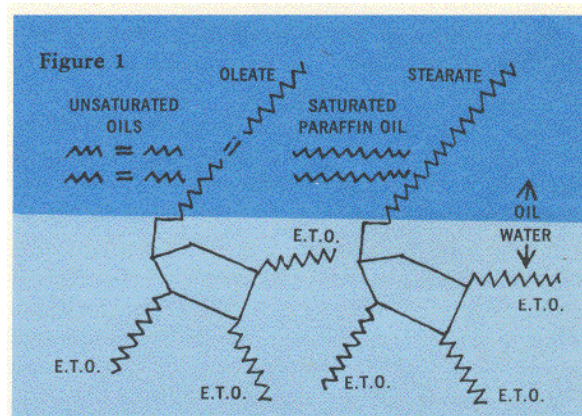 Figure 1
OLEATE
STEARATE
UNSATURATED
OILS
SATURATED
PARAFFIN OIL
OIL
WATER
E.T.O.
E.T.O.
E.T.O.
E.T.O.
E.T.O.
E.T.O.